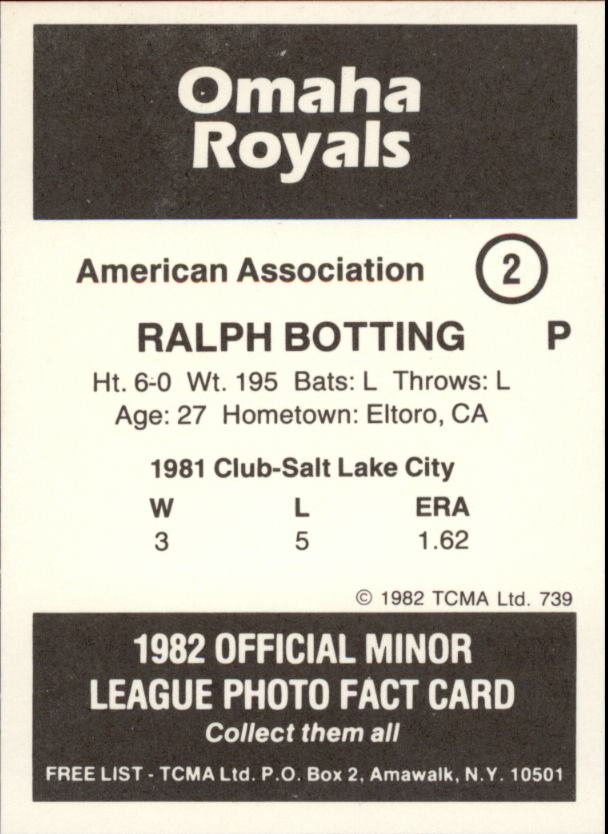 Omaha
Royals
American Association 2
RALPH BOTTING P
Ht. 6-0 Wt. 195 Bats: L Throws: L
Age: 27 Hometown: Eltoro, CA
1981 Club-Salt Lake City
W L ERA
3 5 1.62
© 1982 TCMA Ltd. 739
1982 OFFICIAL MINOR
LEAGUE PHOTO FACT CARD
Collect them all
FREE LIST - TCMA Ltd. P.O. Box 2, Amawalk, N.Y. 10501